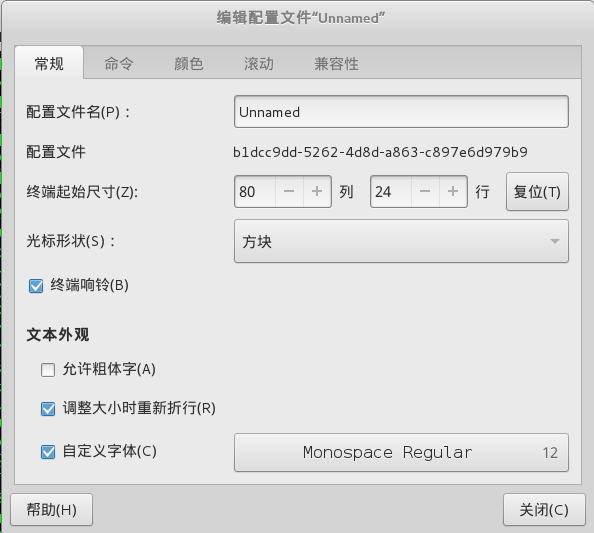 编辑配置文件“Unnamed”
常规 命令 颜色 滚动 兼容性
配置文件名(P)： Unnamed
配置文件 b1dcc9dd-5262-4d8d-a863-c897e6d979b9
终端起始尺寸(Z): 80 − + 列 24 − + 行 复位(T)
光标形状(S)： 方块
终端响铃(B)
文本外观
允许粗体字(A)
调整大小时重新折行(R)
自定义字体(C) Monospace Regular 12
帮助(H) 关闭(C)